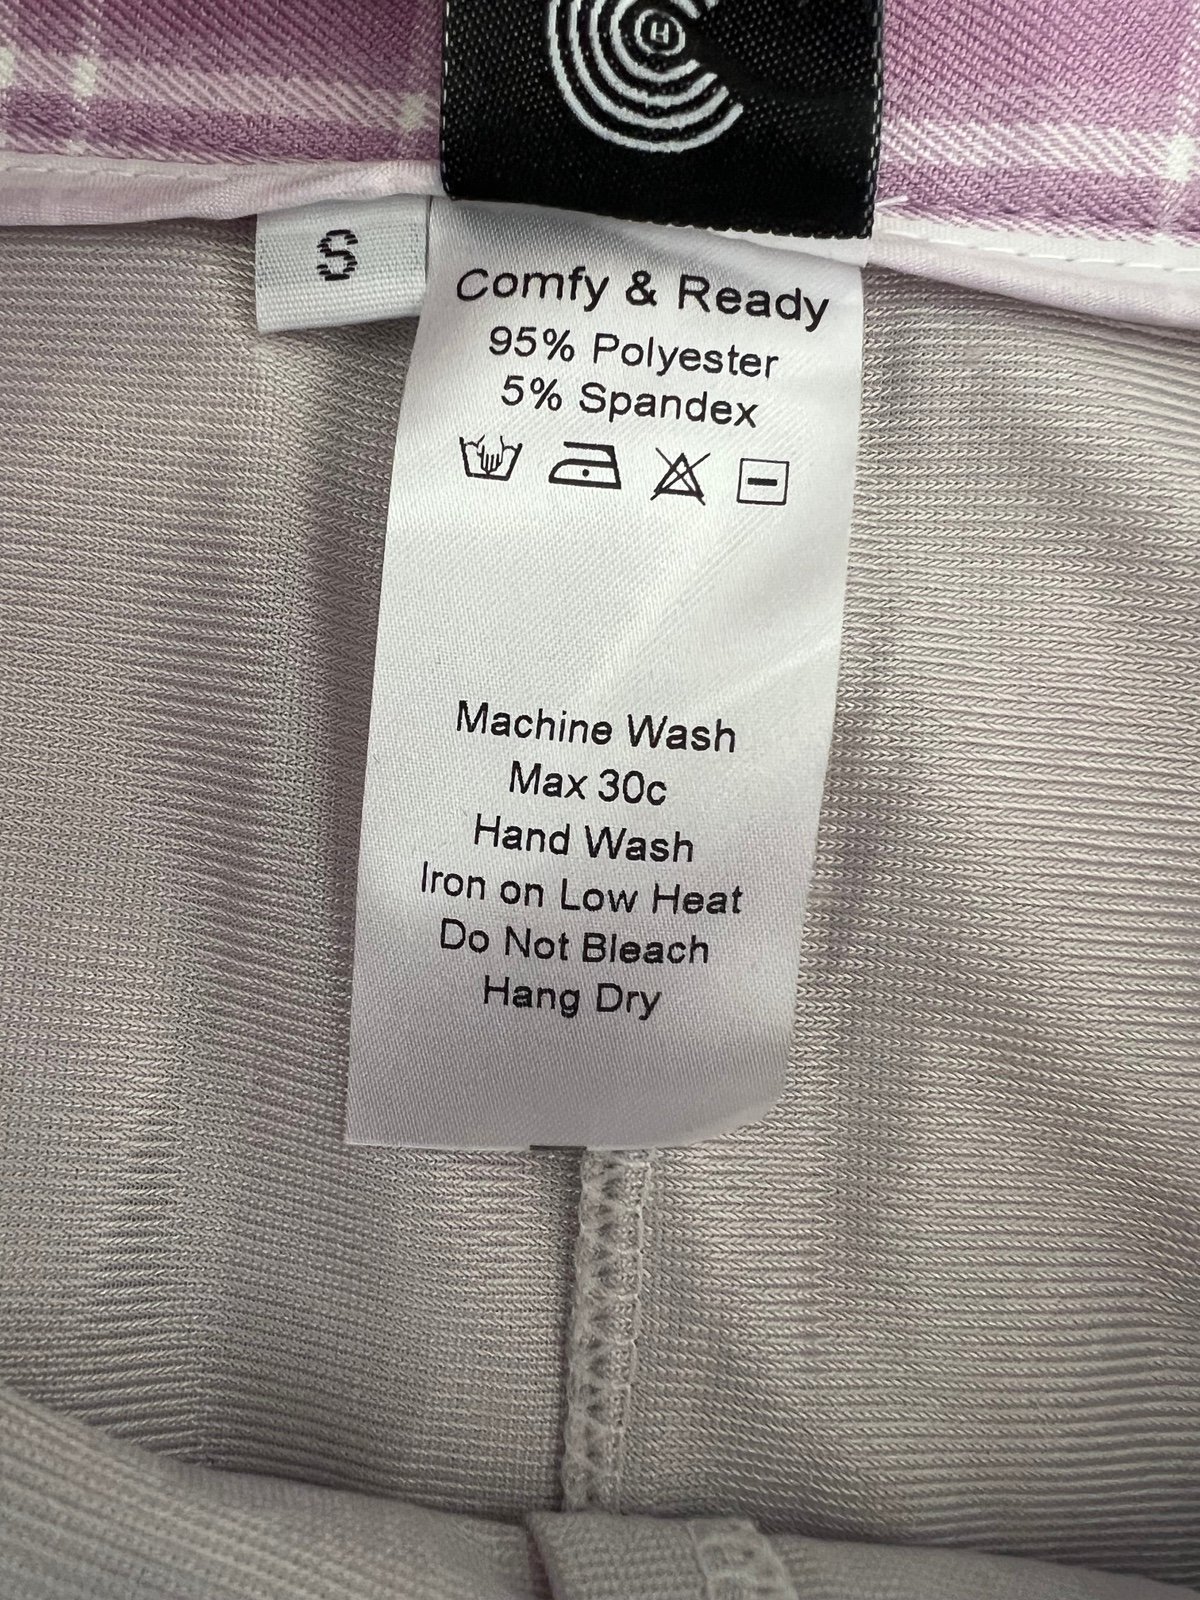 H
S
Comfy & Ready
95% Polyester
5% Spandex
Machine Wash
Max 30c
Hand Wash
Iron on Low Heat
Do Not Bleach
Hang Dry